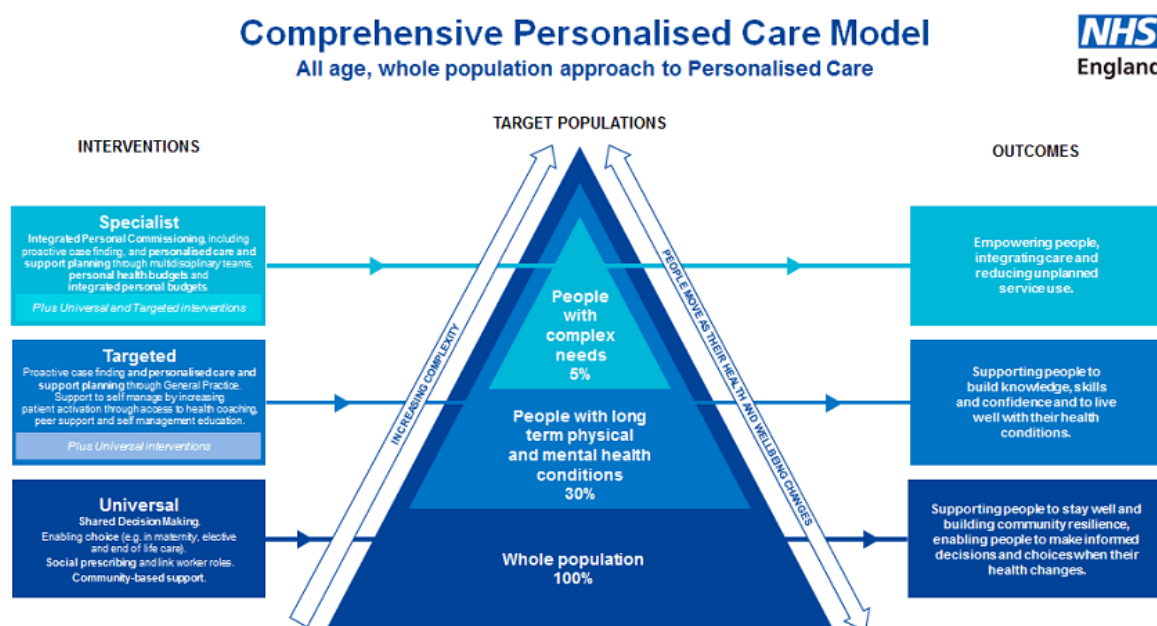 Comprehensive Personalised Care Model
All age, whole population approach to Personalised Care
NHS
England
INTERVENTIONS
TARGET POPULATIONS
OUTCOMES
Specialist
Integrated Personal Commissioning, including
proactive case finding, and personalised care and
support planning through multidisciplinary teams,
personal health budgets and
integrated personal budgets.
Plus Universal and Targeted interventions
Targeted
Proactive case finding and personalised care and
support planning through General Practice.
Support to self manage by increasing
patient activation through access to health coaching,
peer support and self management education.
Plus Universal interventions
Universal
Shared Decision Making.
Enabling choice (e.g. in maternity, elective
and end of life care).
Social prescribing and link worker roles.
Community-based support.
INCREASING COMPLEXITY
People
with
complex
needs
5%
People with long
term physical
and mental health
conditions
30%
Whole population
100%
PEOPLE MOVE AS THEIR HEALTH AND WELLBEING CHANGES
Empowering people,
integrating care and
reducing unplanned
service use.
Supporting people to
build knowledge, skills
and confidence and to live
well with their health
conditions.
Supporting people to stay well and
building community resilience,
enabling people to make informed
decisions and choices when their
health changes.